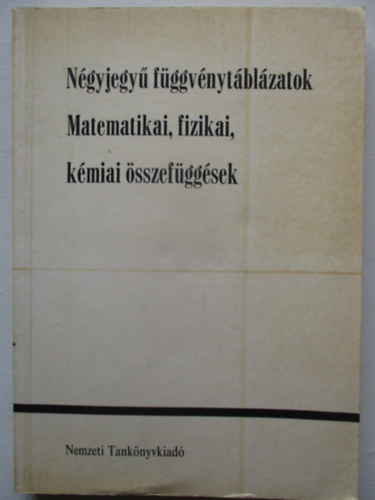 Négyjegyű függvénytáblázatok
Matematikai, fizikai,
kémiai összefüggések
Nemzeti Tankönyvkiadó